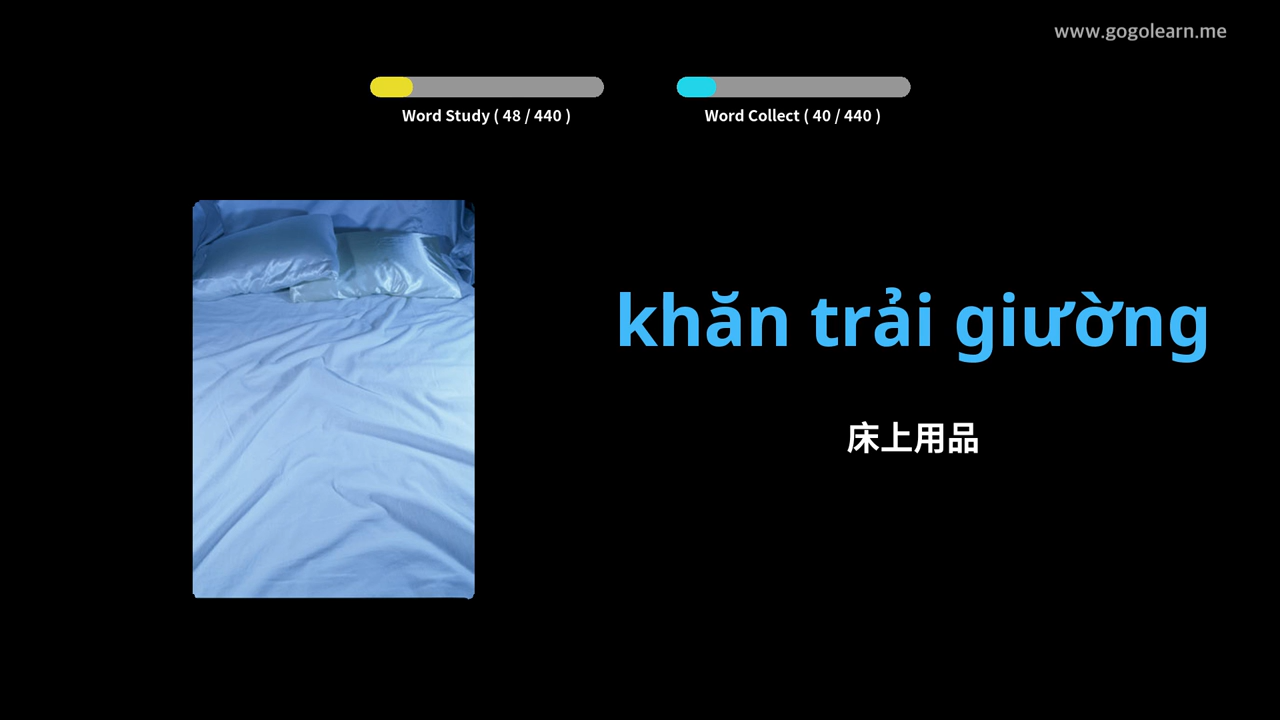 www.gogolearn.me
Word Study ( 48 / 440 )
Word Collect ( 40 / 440 )
khăn trải giường
床上用品